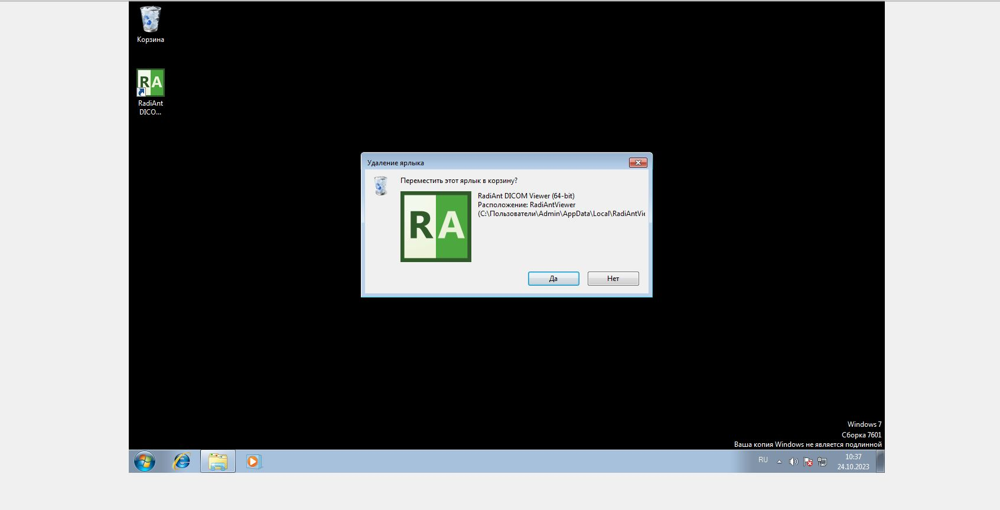 Корзина
RA
RadiAnt
DICO...
Удаление ярлыка
Переместить этот ярлык в корзину?
RA
RadiAnt DICOM Viewer (64-bit)
Расположение: RadiAntViewer
(C:\Пользователи\Admin\AppData\Local\RadiAntVie
Да
Нет
Windows 7
Сборка 7601
Ваша копия Windows не является подлинной
RU
10:37
24.10.2023